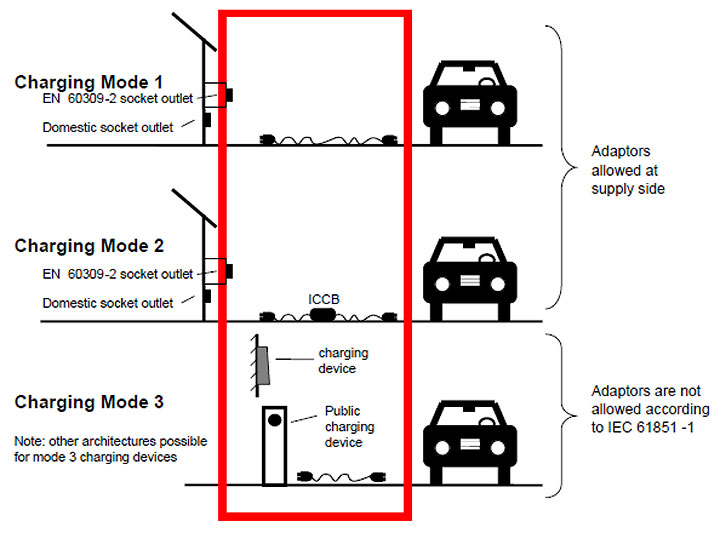 Charging Mode 1
EN 60309-2 socket outlet
Domestic socket outlet
Adaptors
allowed at
supply side
Charging Mode 2
EN 60309-2 socket outlet
Domestic socket outlet
ICCB
charging
device
Charging Mode 3
Public
charging
device
Note: other architectures possible
for mode 3 charging devices
Adaptors are not
allowed according
to IEC 61851 -1